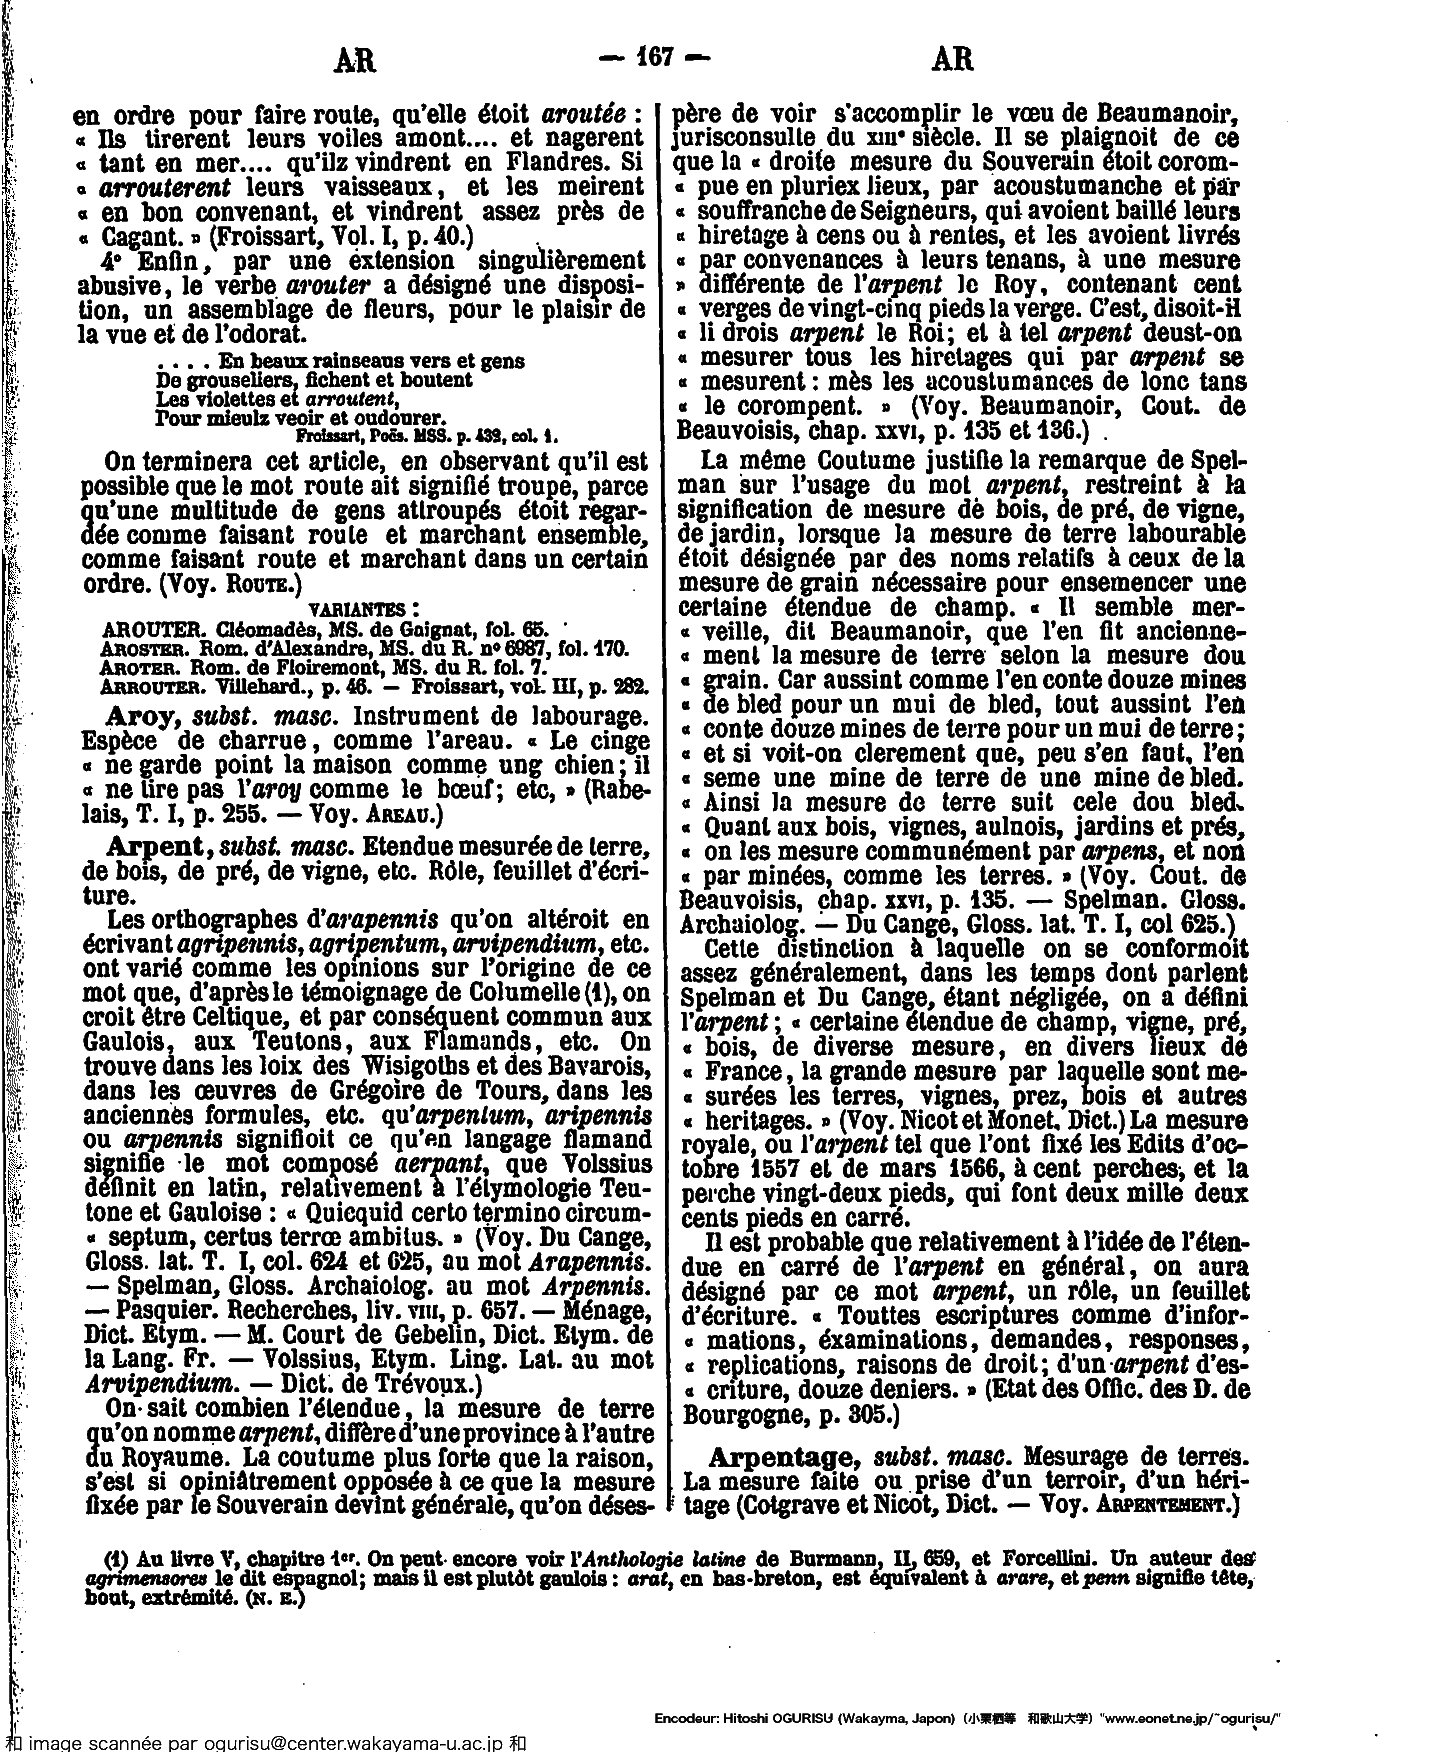 AR — 167 — AR
en ordre pour faire route, qu'elle étoit aroutée :
« Ils tirerent leurs voiles amont.... et nagerent
« tant en mer.... qu'ilz vindrent en Flandres. Si
« arrouterent leurs vaisseaux, et les meirent
« en bon convenant, et vindrent assez près de
« Cagant. » (Froissart, Vol. I, p. 40.)
4° Enfin, par une extension singulièrement
abusive, le verbe arouter a désigné une disposi-
tion, un assemblage de fleurs, pour le plaisir de
la vue et de l'odorat.
. . . . En beaux rainseaus vers et gens
De grouseliers, fichent et boutent
Les violettes et arroutent,
Pour mieulz veoir et oudourer.
Froissart, Poës. MSS. p. 432, col. 1.
On terminera cet article, en observant qu'il est
possible que le mot route ait signifié troupe, parce
qu'une multitude de gens attroupés étoit regar-
dée comme faisant route et marchant ensemble,
comme faisant route et marchant dans un certain
ordre. (Voy. ROUTE.)
VARIANTES :
AROUTER. Cléomadès, MS. de Gaignat, fol. 65.
AROSTER. Rom. d'Alexandre, MS. du R. n° 6987, fol. 170.
AROTER. Rom. de Floiremont, MS. du R. fol. 7.
ARROUTER. Villehard., p. 46. — Froissart, vol. III, p. 282.
Aroy, subst. masc. Instrument de labourage.
Espèce de charrue, comme l'areau. « Le cinge
« ne garde point la maison comme ung chien; il
« ne tire pas l'aroy comme le bœuf; etc, » (Rabe-
lais, T. I, p. 255. — Voy. AREAU.)
Arpent, subst. masc. Etendue mesurée de terre,
de bois, de pré, de vigne, etc. Rôle, feuillet d'écri-
ture.
Les orthographes d'arapennis qu'on altéroit en
écrivant agripennis, agripentum, arvipendium, etc.
ont varié comme les opinions sur l'origine de ce
mot que, d'après le témoignage de Columelle (1), on
croit être Celtique, et par conséquent commun aux
Gaulois, aux Teutons, aux Flamands, etc. On
trouve dans les loix des Wisigoths et des Bavarois,
dans les œuvres de Grégoire de Tours, dans les
anciennes formules, etc. qu'arpentum, aripennis
ou arpennis signifioit ce qu'en langage flamand
signifie le mot composé aerpant, que Volssius
définit en latin, relativement à l'étymologie Teu-
tone et Gauloise : « Quicquid certo termino circum-
« septum, certus terrœ ambitus. » (Voy. Du Cange,
Gloss. lat. T. I, col. 624 et 625, au mot Arapennis.
— Spelman, Gloss. Archaiolog. au mot Arpennis.
— Pasquier. Recherches, liv. VIII, p. 657. — Ménage,
Dict. Etym. — M. Court de Gebelin, Dict. Etym. de
la Lang. Fr. — Volssius, Etym. Ling. Lat. au mot
Arvipendium. — Dict. de Trévoux.)
On sait combien l'étendue, la mesure de terre
qu'on nomme arpent, diffère d'une province à l'autre
du Royaume. La coutume plus forte que la raison,
s'est si opiniâtrement opposée à ce que la mesure
fixée par le Souverain devint générale, qu'on déses-
père de voir s'accomplir le vœu de Beaumanoir,
jurisconsulte du XIIIe siècle. Il se plaignoit de ce
que la « droite mesure du Souverain étoit corom-
« pue en pluriex lieux, par acoustumanche et par
« souffranche de Seigneurs, qui avoient baillé leurs
« hiretage à cens ou à rentes, et les avoient livrés
« par convenances à leurs tenans, à une mesure
» différente de l'arpent le Roy, contenant cent
« verges de vingt-cinq pieds la verge. C'est, disoit-il
« li drois arpent le Roi; et à tel arpent deust-on
« mesurer tous les hiretages qui par arpent se
« mesurent : mès les acoustumances de lonc tans
« le corompent. » (Voy. Beaumanoir, Cout. de
Beauvoisis, chap. XXVI, p. 135 et 136.)
La même Coutume justifie la remarque de Spel-
man sur l'usage du mot arpent, restreint à la
signification de mesure de bois, de pré, de vigne,
de jardin, lorsque la mesure de terre labourable
étoit désignée par des noms relatifs à ceux de la
mesure de grain nécessaire pour ensemencer une
certaine étendue de champ. « Il semble mer-
« veille, dit Beaumanoir, que l'en fit ancienne-
« ment la mesure de terre selon la mesure dou
« grain. Car aussint comme l'en conte douze mines
« de bled pour un mui de bled, tout aussint l'en
« conte douze mines de terre pour un mui de terre;
« et si voit-on clerement que, peu s'en faut, l'en
« seme une mine de terre de une mine de bled.
« Ainsi la mesure de terre suit cele dou bled.
« Quant aux bois, vignes, aulnois, jardins et prés,
« on les mesure communément par arpens, et non
« par minées, comme les terres. » (Voy. Cout. de
Beauvoisis, chap. XXVI, p. 135. — Spelman. Gloss.
Archaiolog. — Du Cange, Gloss. lat. T. I, col 625.)
Cette distinction à laquelle on se conformoit
assez généralement, dans les temps dont parlent
Spelman et Du Cange, étant négligée, on a défini
l'arpent; « certaine étendue de champ, vigne, pré,
« bois, de diverse mesure, en divers lieux de
« France, la grande mesure par laquelle sont me-
« surées les terres, vignes, prez, bois et autres
« heritages. » (Voy. Nicot et Monet, Dict.) La mesure
royale, ou l'arpent tel que l'ont fixé les Edits d'oc-
tobre 1557 et de mars 1566, à cent perches, et la
perche vingt-deux pieds, qui font deux mille deux
cents pieds en carré.
Il est probable que relativement à l'idée de l'éten-
due en carré de l'arpent en général, on aura
désigné par ce mot arpent, un rôle, un feuillet
d'écriture. « Touttes escriptures comme d'infor-
« mations, éxaminations, demandes, responses,
« replications, raisons de droit; d'un arpent d'es-
« criture, douze deniers. » (Etat des Offic. des D. de
Bourgogne, p. 305.)
Arpentage, subst. masc. Mesurage de terres.
La mesure faite ou prise d'un terroir, d'un héri-
tage (Cotgrave et Nicot, Dict. — Voy. ARPENTEMENT.)
(1) Au livre V, chapitre 1er. On peut encore voir l'Anthologie latine de Burmann, II, 659, et Forcellini. Un auteur des
agrimensores le dit espagnol; mais il est plutôt gaulois : arat, en bas-breton, est équivalent à arare, et penn signifie tête,
bout, extrémité. (N. E.)
Encodeur: Hitoshi OGURISU (Wakayma, Japon) (小栗栖等 和歌山大学) "www.eonet.ne.jp/~ogurisu/"
和 image scannée par ogurisu@center.wakayama-u.ac.jp 和